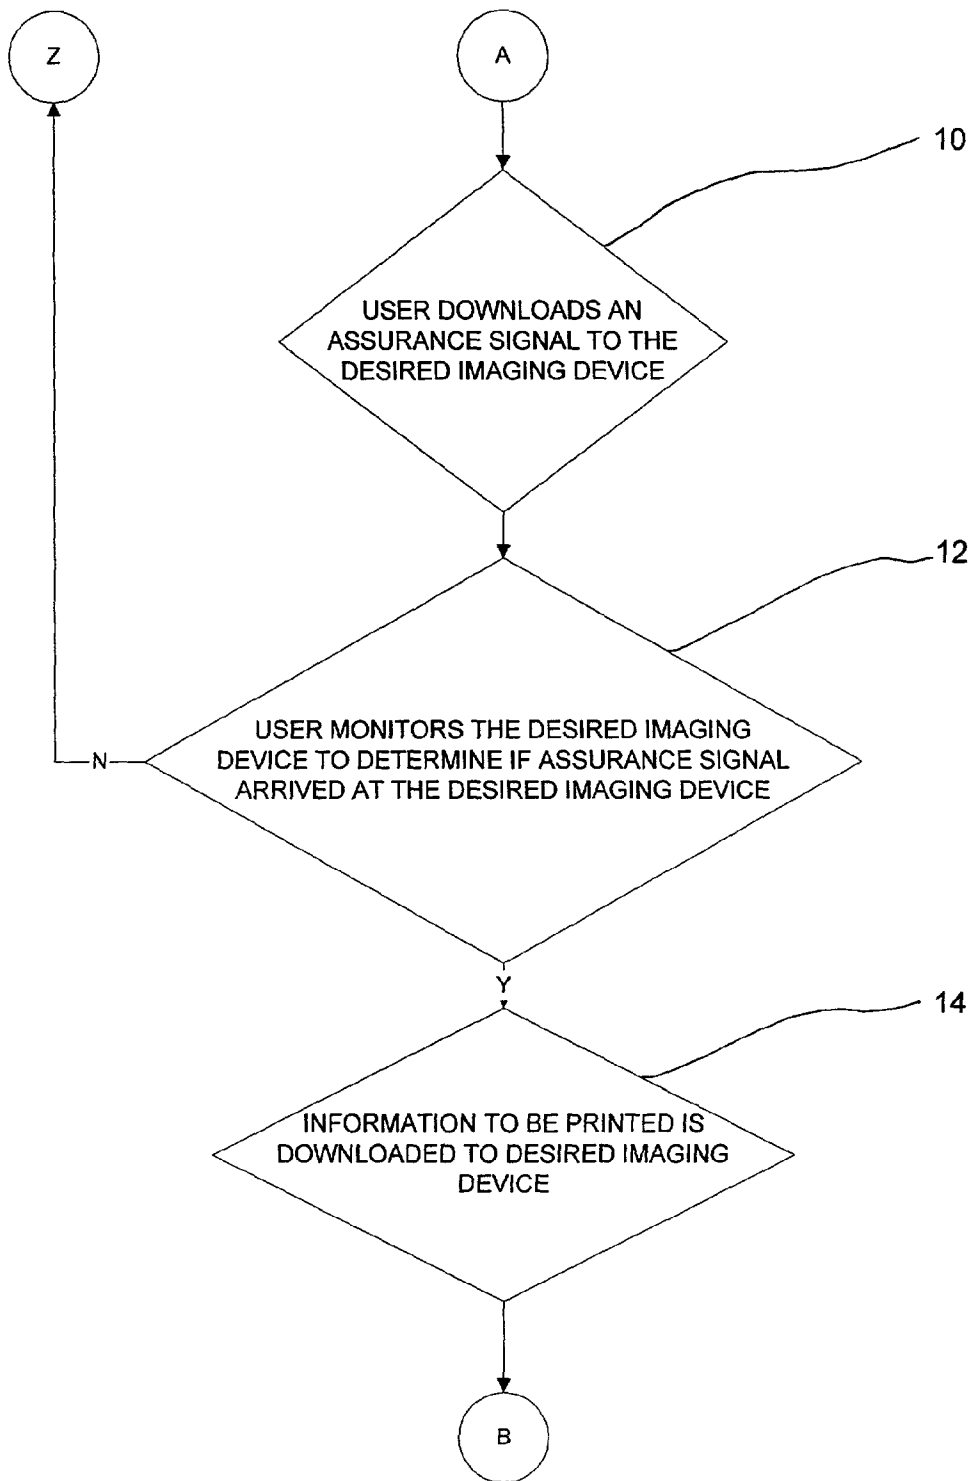 Z
A
10
USER DOWNLOADS AN
ASSURANCE SIGNAL TO THE
DESIRED IMAGING DEVICE
12
USER MONITORS THE DESIRED IMAGING
DEVICE TO DETERMINE IF ASSURANCE SIGNAL
ARRIVED AT THE DESIRED IMAGING DEVICE
N
Y
14
INFORMATION TO BE PRINTED IS
DOWNLOADED TO DESIRED IMAGING
DEVICE
B